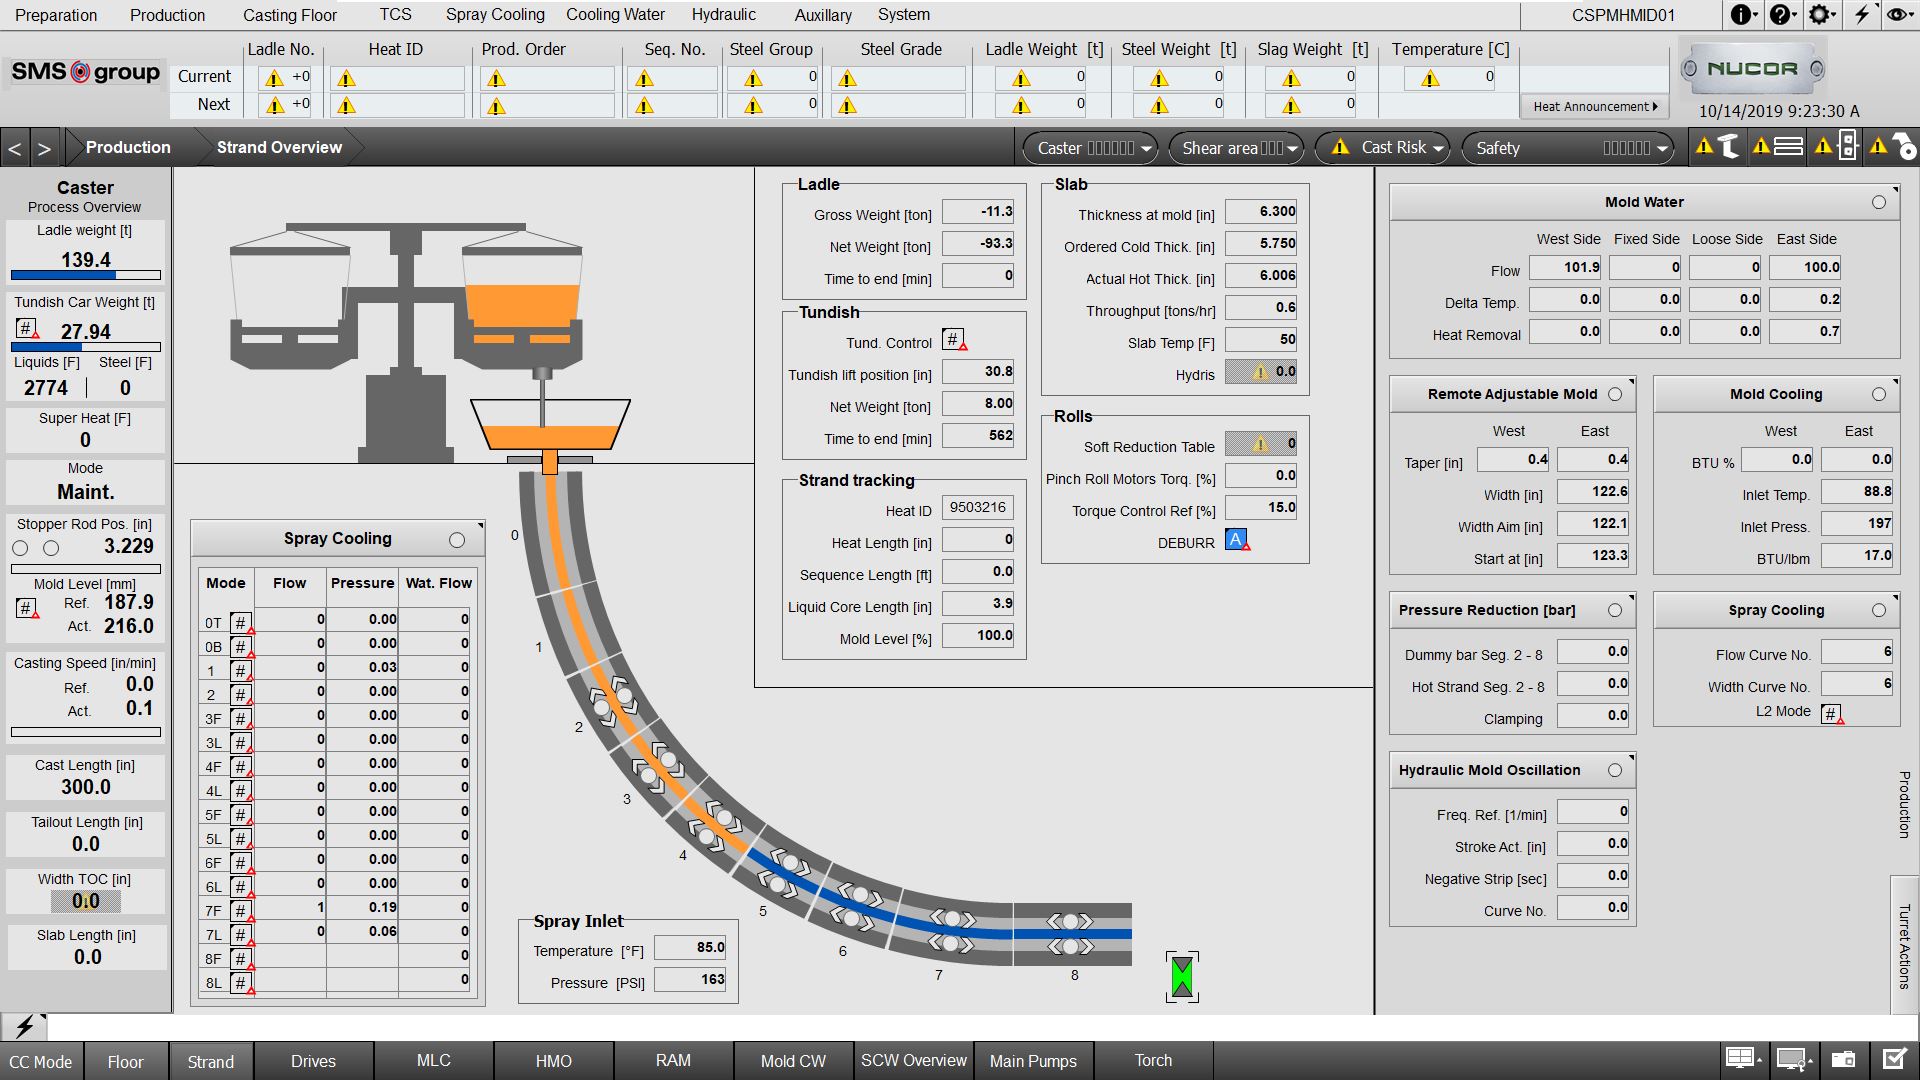 Preparation Production Casting Floor TCS Spray Cooling Cooling Water Hydraulic Auxillary System CSPMHMID01
Ladle No. Heat ID Prod. Order Seq. No. Steel Group Steel Grade Ladle Weight [t] Steel Weight [t] Slag Weight [t] Temperature [C]
SMS group Current +0 0 0 0 0 0 NUCOR
Next +0 0 0 0 0 Heat Announcement
10/14/2019 9:23:30 A
< > Production Strand Overview Caster Shear area Cast Risk Safety
Caster
Process Overview
Ladle weight [t]
139.4
Tundish Car Weight [t]
# 27.94
Liquids [F] Steel [F]
2774 0
Super Heat [F]
0
Mode
Maint.
Stopper Rod Pos. [in]
3.229
Mold Level [mm]
# Ref. 187.9
Act. 216.0
Casting Speed [in/min]
Ref. 0.0
Act. 0.1
Cast Length [in]
300.0
Tailout Length [in]
0.0
Width TOC [in]
0.0
Slab Length [in]
0.0
Spray Cooling
Mode Flow Pressure Wat. Flow
0T # 0 0.00 0
0B # 0 0.00 0
1 # 0 0.03 0
2 # 0 0.00 0
3F # 0 0.00 0
3L # 0 0.00 0
4F # 0 0.00 0
4L # 0 0.00 0
5F # 0 0.00 0
5L # 0 0.00 0
6F # 0 0.00 0
6L # 0 0.00 0
7F # 1 0.19 0
7L # 0 0.06 0
8F # 0
8L # 0
0
1
2
3
4
5
6
7
8
Spray Inlet
Temperature [°F] 85.0
Pressure [PSI] 163
Ladle
Gross Weight [ton] -11.3
Net Weight [ton] -93.3
Time to end [min] 0
Tundish
Tund. Control #
Tundish lift position [in] 30.8
Net Weight [ton] 8.00
Time to end [min] 562
Strand tracking
Heat ID 9503216
Heat Length [in] 0
Sequence Length [ft] 0.0
Liquid Core Length [in] 3.9
Mold Level [%] 100.0
Slab
Thickness at mold [in] 6.300
Ordered Cold Thick. [in] 5.750
Actual Hot Thick. [in] 6.006
Throughput [tons/hr] 0.6
Slab Temp [F] 50
Hydris 0.0
Rolls
Soft Reduction Table 0
Pinch Roll Motors Torq. [%] 0.0
Torque Control Ref [%] 15.0
DEBURR A
Mold Water
West Side Fixed Side Loose Side East Side
Flow 101.9 0 0 100.0
Delta Temp. 0.0 0.0 0.0 0.2
Heat Removal 0.0 0.0 0.0 0.7
Remote Adjustable Mold
West East
Taper [in] 0.4 0.4
Width [in] 122.6
Width Aim [in] 122.1
Start at [in] 123.3
Mold Cooling
West East
BTU % 0.0 0.0
Inlet Temp. 88.8
Inlet Press. 197
BTU/lbm 17.0
Pressure Reduction [bar]
Dummy bar Seg. 2 - 8 0.0
Hot Strand Seg. 2 - 8 0.0
Clamping 0.0
Spray Cooling
Flow Curve No. 6
Width Curve No. 6
L2 Mode #
Hydraulic Mold Oscillation
Freq. Ref. [1/min] 0
Stroke Act. [in] 0.0
Negative Strip [sec] 0.0
Curve No. 0.0
Production
Turret Actions
CC Mode Floor Strand Drives MLC HMO RAM Mold CW SCW Overview Main Pumps Torch